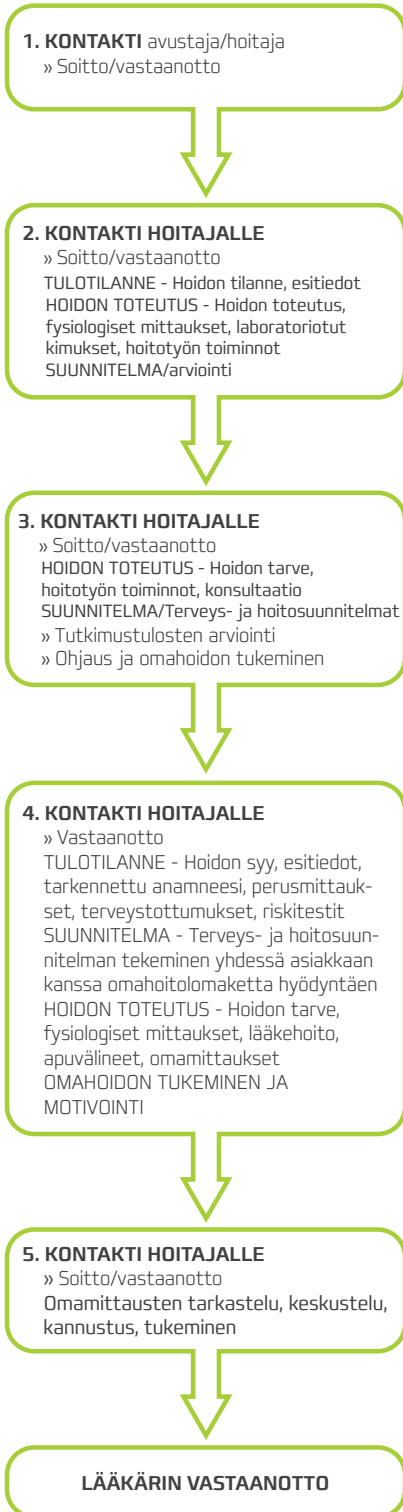 1. KONTAKTI avustaja/hoitaja
» Soitto/vastaanotto
2. KONTAKTI HOITAJALLE
» Soitto/vastaanotto
TULOTILANNE - Hoidon tilanne, esitiedot
HOIDON TOTEUTUS - Hoidon toteutus,
fysiologiset mittaukset, laboratoriotut
kimukset, hoitotyön toiminnot
SUUNNITELMA/arviointi
3. KONTAKTI HOITAJALLE
» Soitto/vastaanotto
HOIDON TOTEUTUS - Hoidon tarve,
hoitotyön toiminnot, konsultaatio
SUUNNITELMA/Terveys- ja hoitosuunnitelmat
» Tutkimustulosten arviointi
» Ohjaus ja omahoidon tukeminen
4. KONTAKTI HOITAJALLE
» Vastaanotto
TULOTILANNE - Hoidon syy, esitiedot,
tarkennettu anamneesi, perusmittauk-
set, terveystottumukset, riskitestit
SUUNNITELMA - Terveys- ja hoitosuun-
nitelman tekeminen yhdessä asiakkaan
kanssa omahoitolomaketta hyödyntäen
HOIDON TOTEUTUS - Hoidon tarve,
fysiologiset mittaukset, lääkehoito,
apuvälineet, omamittaukset
OMAHOIDON TUKEMINEN JA
MOTIVOINTI
5. KONTAKTI HOITAJALLE
» Soitto/vastaanotto
Omamittausten tarkastelu, keskustelu,
kannustus, tukeminen
LÄÄKÄRIN VASTAANOTTO